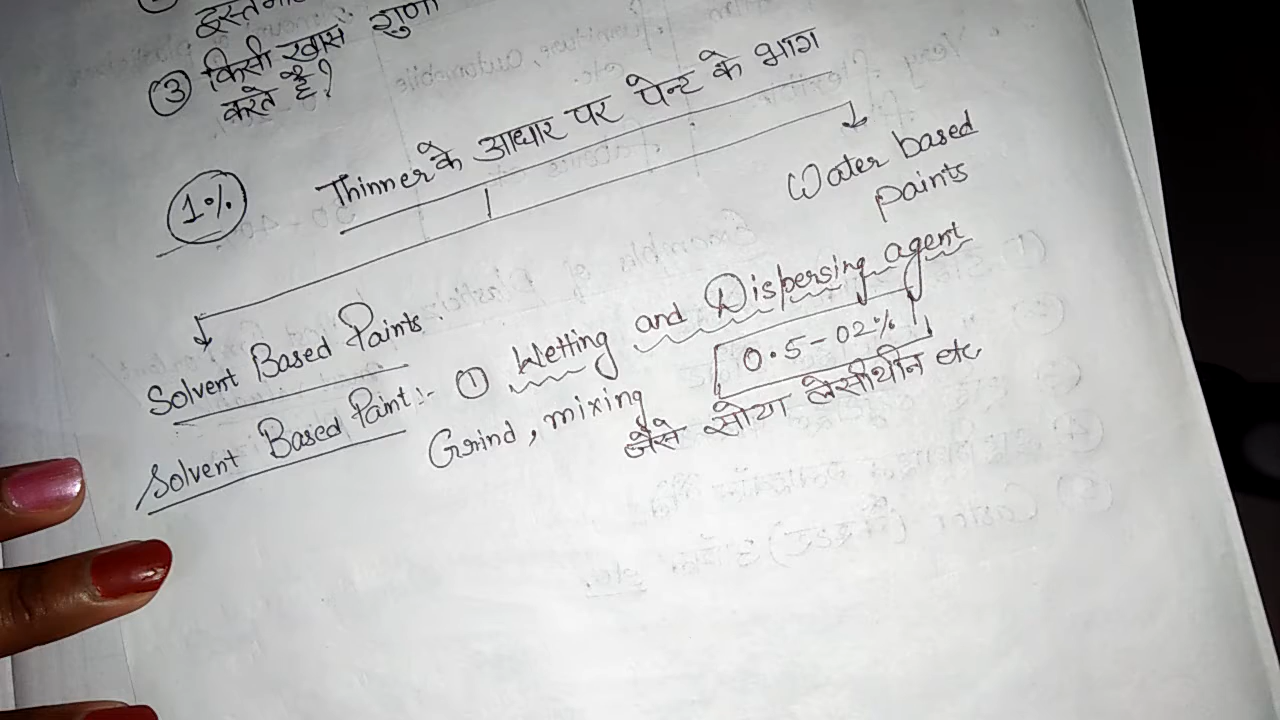 ③ किसी खास गुणों
करते है?
1% Thinner के आधार पर पेन्ट के भाग
Water based
paints
Solvent Based Paints.
Solvent Based Paint:- ① Wetting and Dispersing agent
Grind, mixing 0.5-02%
जैसे सोया लेसीथीन etc